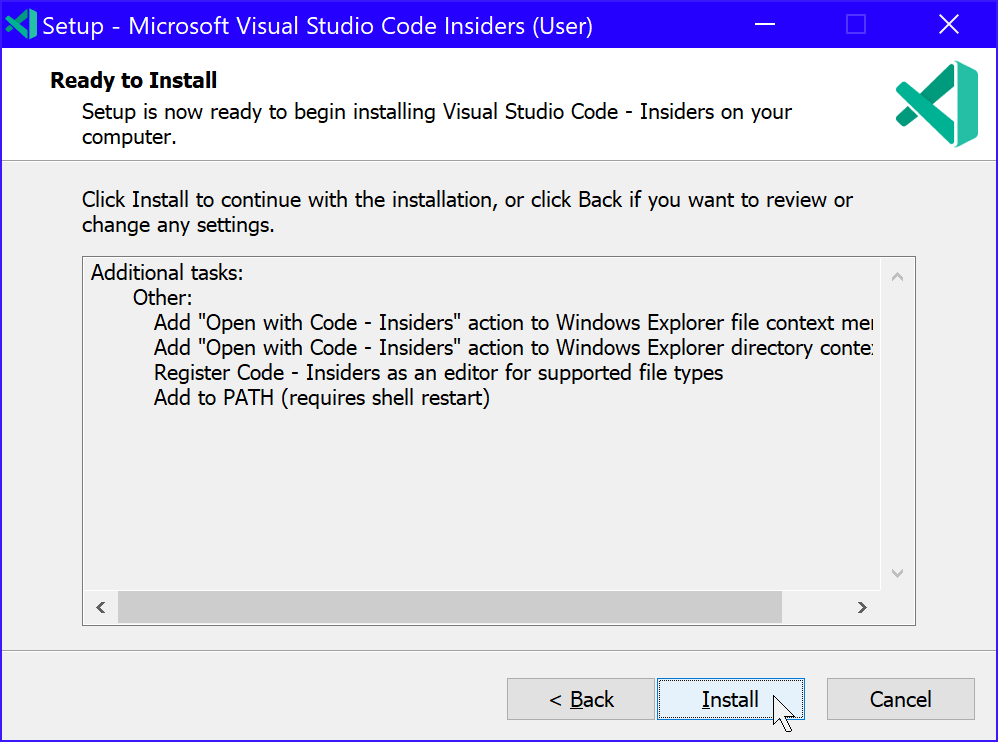 Setup - Microsoft Visual Studio Code Insiders (User)
Ready to Install
Setup is now ready to begin installing Visual Studio Code - Insiders on your
computer.
Click Install to continue with the installation, or click Back if you want to review or
change any settings.
Additional tasks:
Other:
Add "Open with Code - Insiders" action to Windows Explorer file context
Add "Open with Code - Insiders" action to Windows Explorer directory
Register Code - Insiders as an editor for supported file types
Add to PATH (requires shell restart)
< Back
Install
Cancel